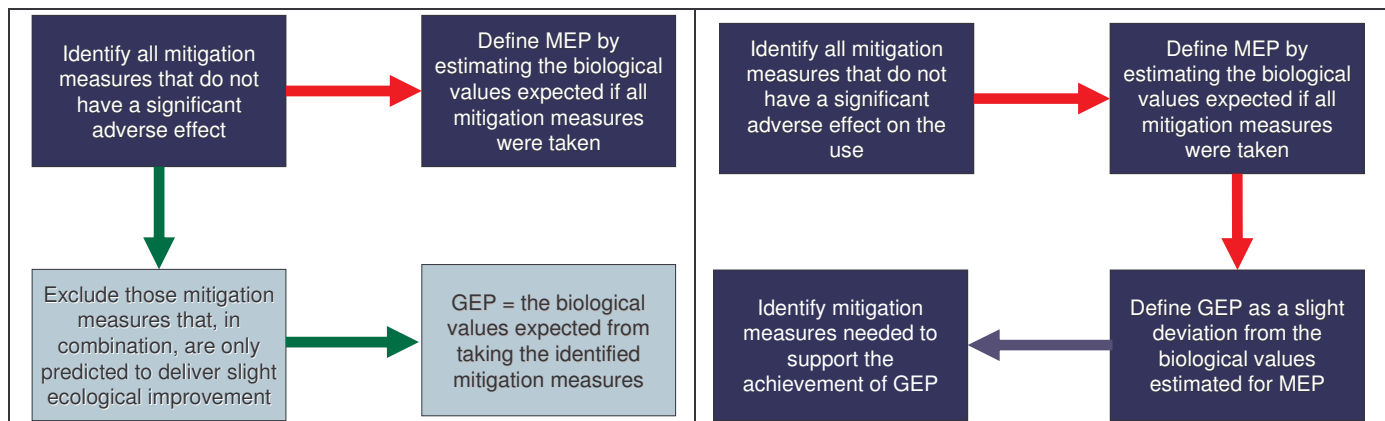 Identify all mitigation
measures that do not
have a significant
adverse effect
Define MEP by
estimating the biological
values expected if all
mitigation measures
were taken
Exclude those mitigation
measures that, in
combination, are only
predicted to deliver slight
ecological improvement
GEP = the biological
values expected from
taking the identified
mitigation measures
Identify all mitigation
measures that do not
have a significant
adverse effect on the
use
Define MEP by
estimating the biological
values expected if all
mitigation measures
were taken
Identify mitigation
measures needed to
support the
achievement of GEP
Define GEP as a slight
deviation from the
biological values
estimated for MEP